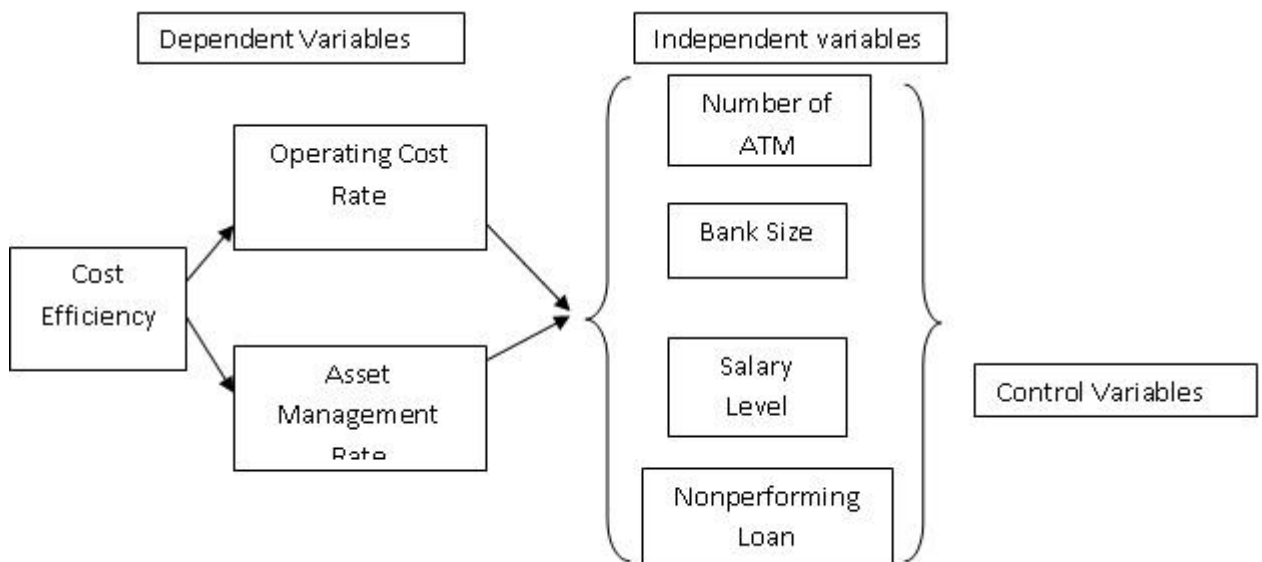 Dependent Variables
Independent variables
Number of
ATM
Operating Cost
Rate
Bank Size
Cost
Efficiency
Asset
Management
Rate
Salary
Level
Control Variables
Nonperforming
Loan